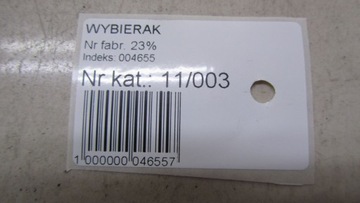 WYBIERAK
Nr fabr. 23%
Indeks. 004655
Nr kat.: 11/003
1 000000 046557